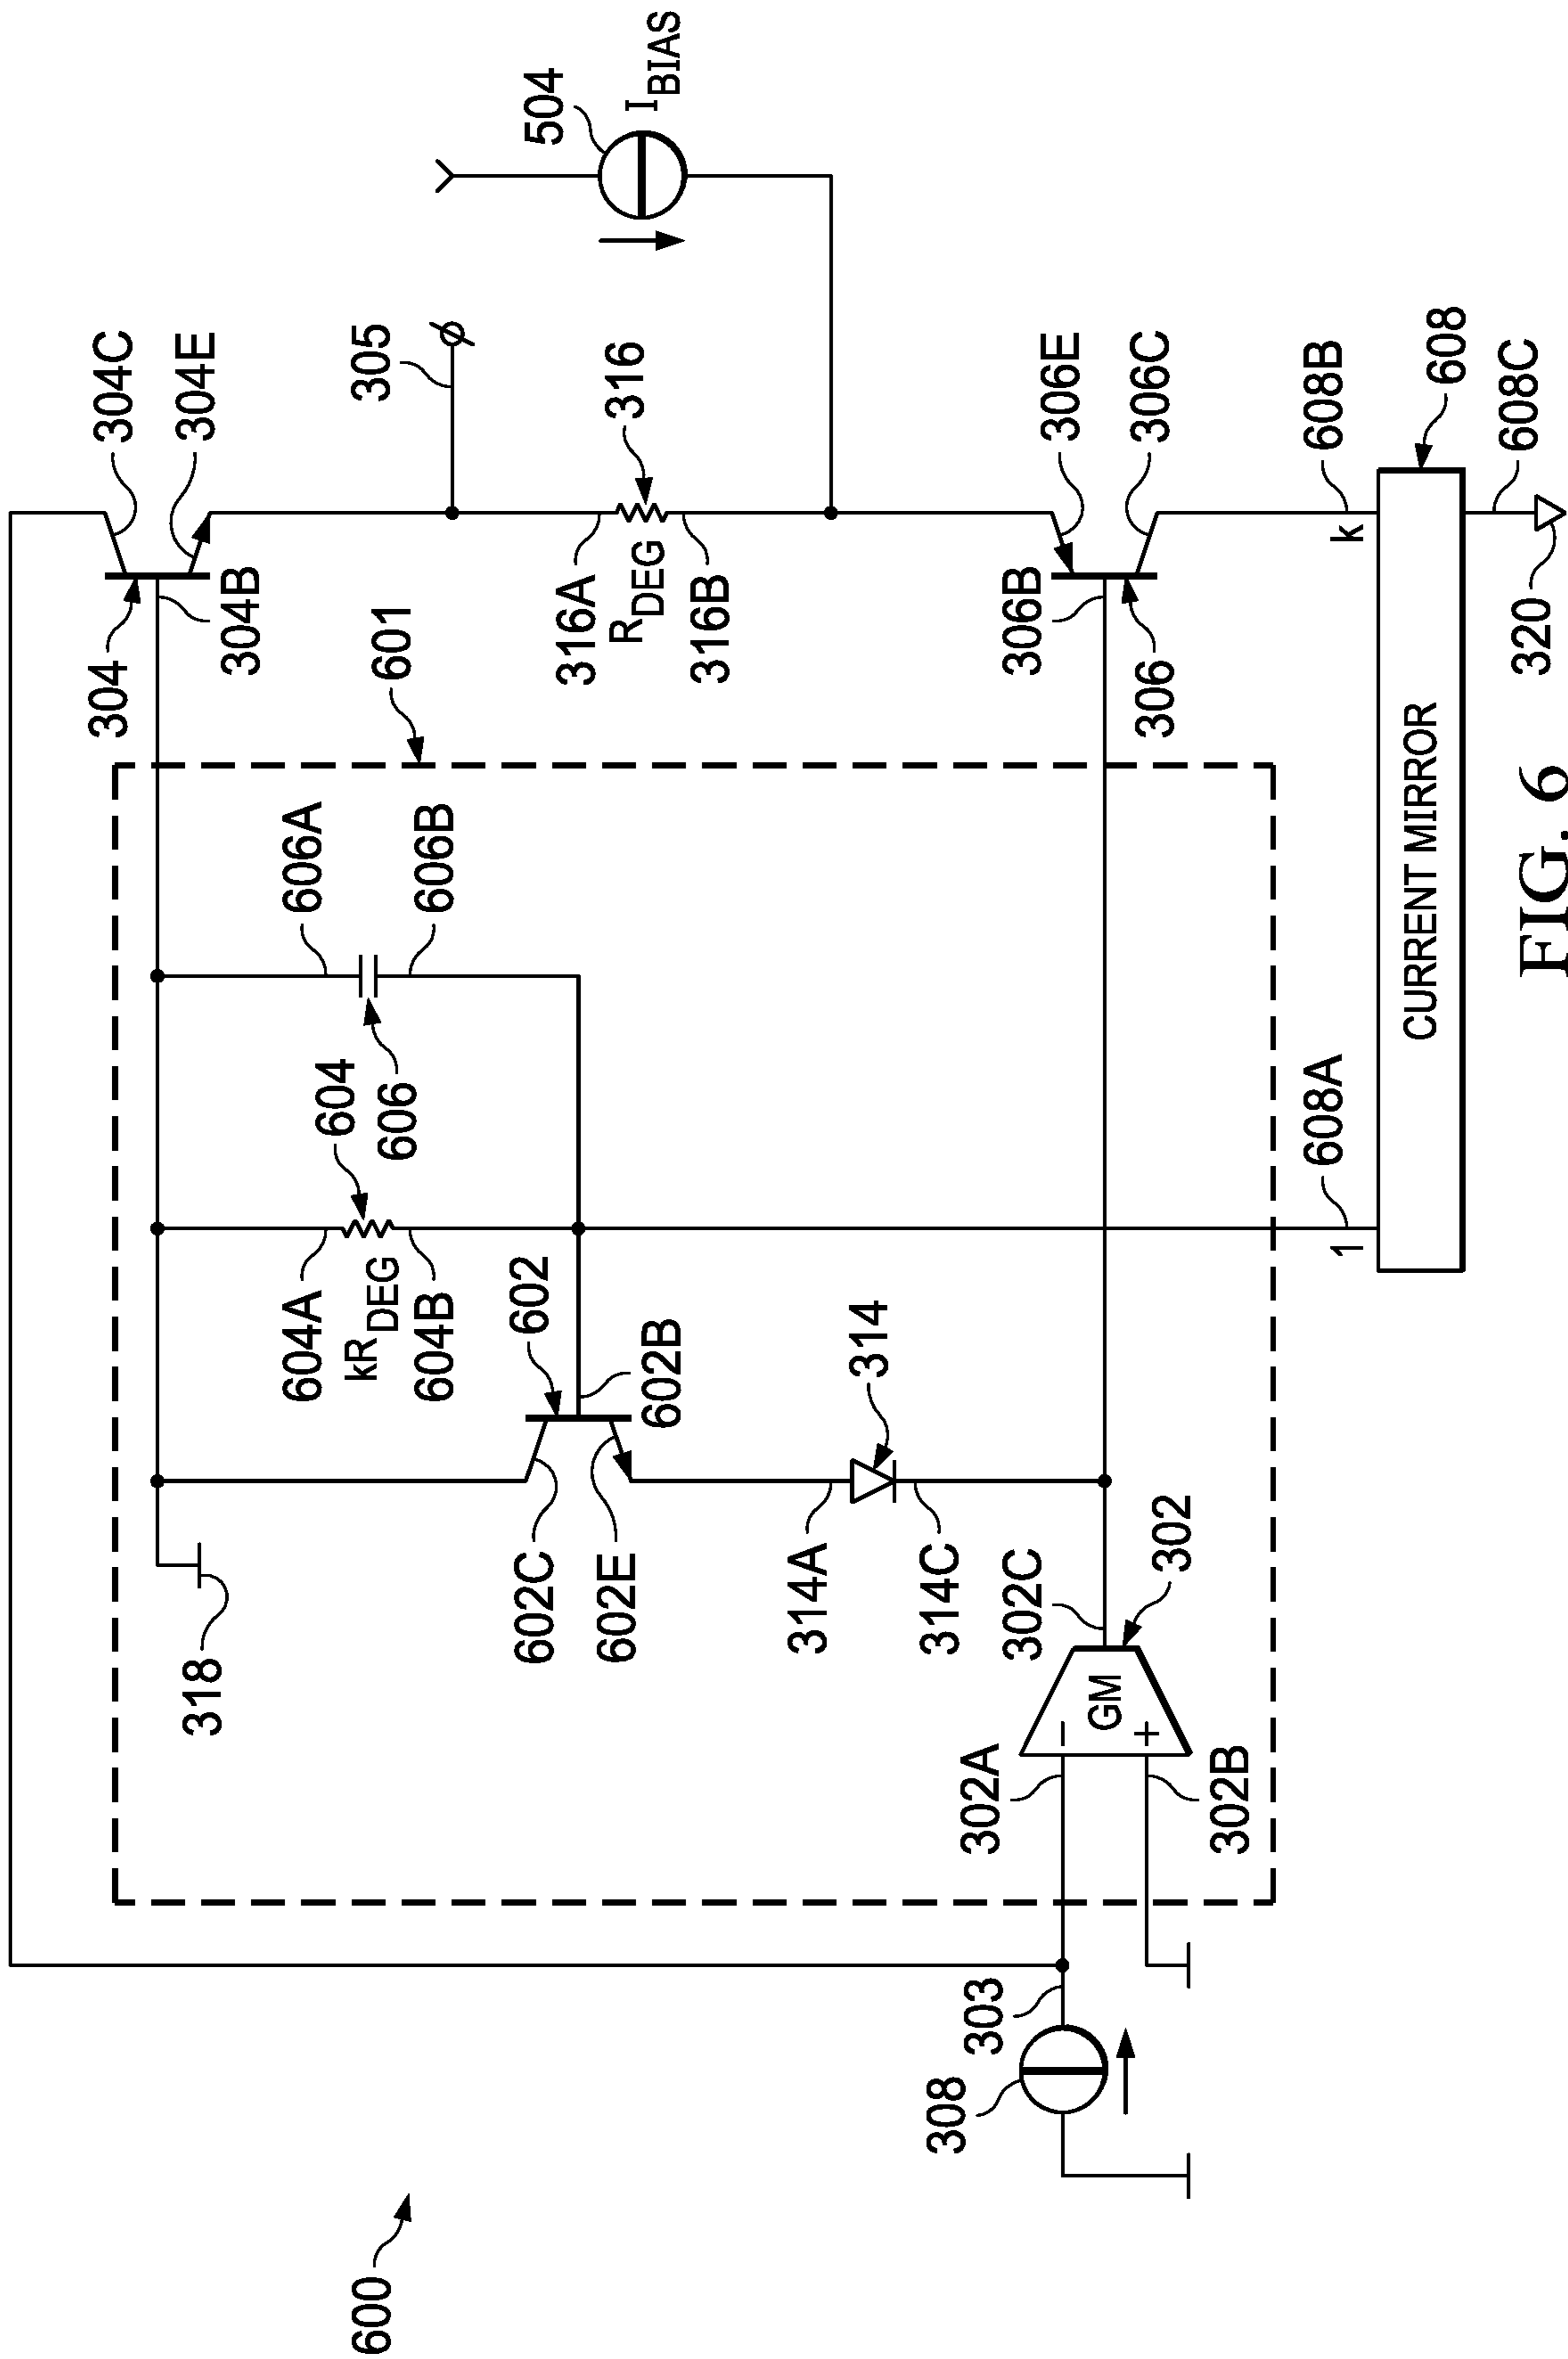 600
304C
304E
304
304B
305
504
I BIAS
601
316A
316
R DEG
316B
318
604A
604
606A
kR DEG
606
606B
604B
602C
602
602E
602B
314A
314
314C
302C
302
302A
−
GM
+
302B
303
308
306E
306B
306C
306
608A
1
608B
k
CURRENT MIRROR
608
608C
320
FIG. 6